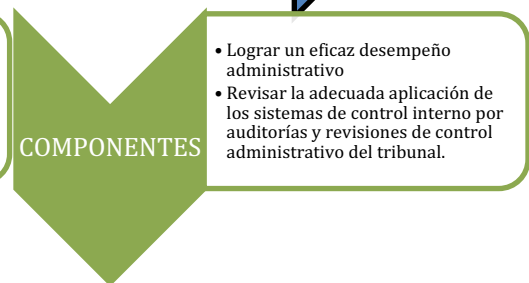 COMPONENTES
• Lograr un eficaz desempeño
administrativo
• Revisar la adecuada aplicación de
los sistemas de control interno por
auditorías y revisiones de control
administrativo del tribunal.